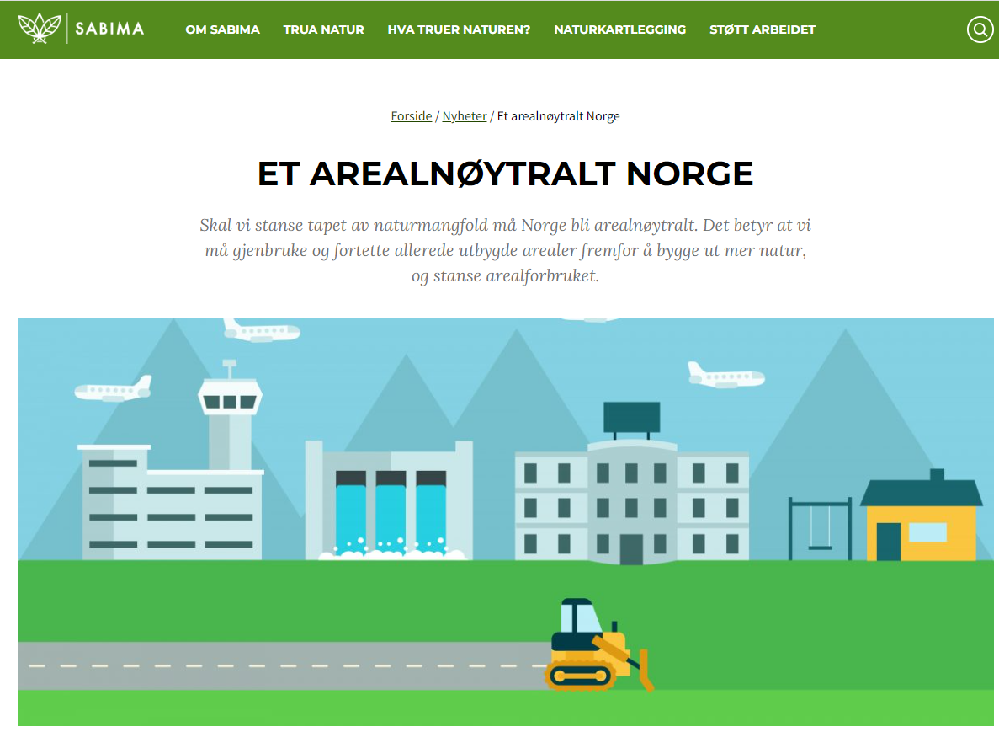 SABIMA
OM SABIMA TRUA NATUR HVA TRUER NATUREN? NATURKARTLEGGING STØTT ARBEIDET
Forside / Nyheter / Et arealnøytralt Norge
ET AREALNØYTRALT NORGE
Skal vi stanse tapet av naturmangfold må Norge bli arealnøytralt. Det betyr at vi
må gjenbruke og fortette allerede utbygde arealer fremfor å bygge ut mer natur,
og stanse arealforbruket.